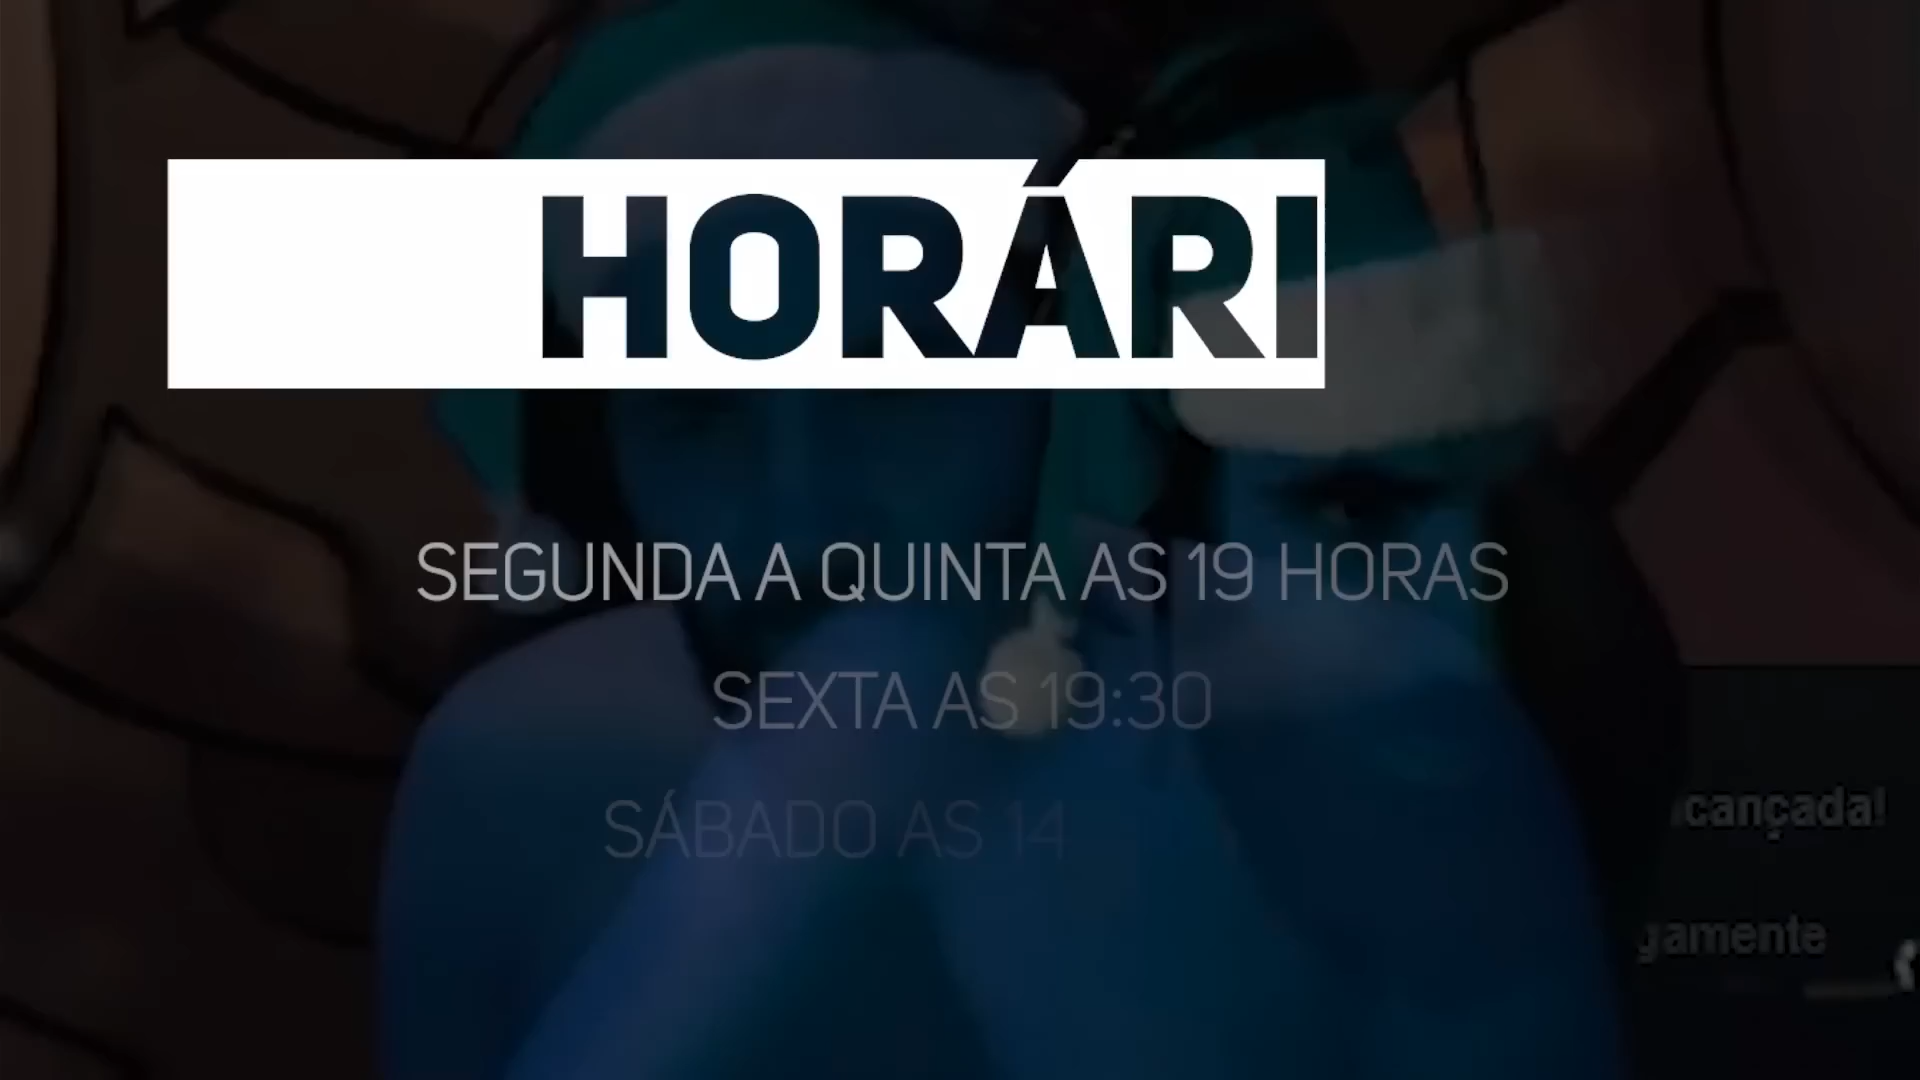 HORÁRI
SEGUNDA A QUINTA AS 19 HORAS
SEXTA AS 19:30
SÁBADO AS 14
cançada!
gamente